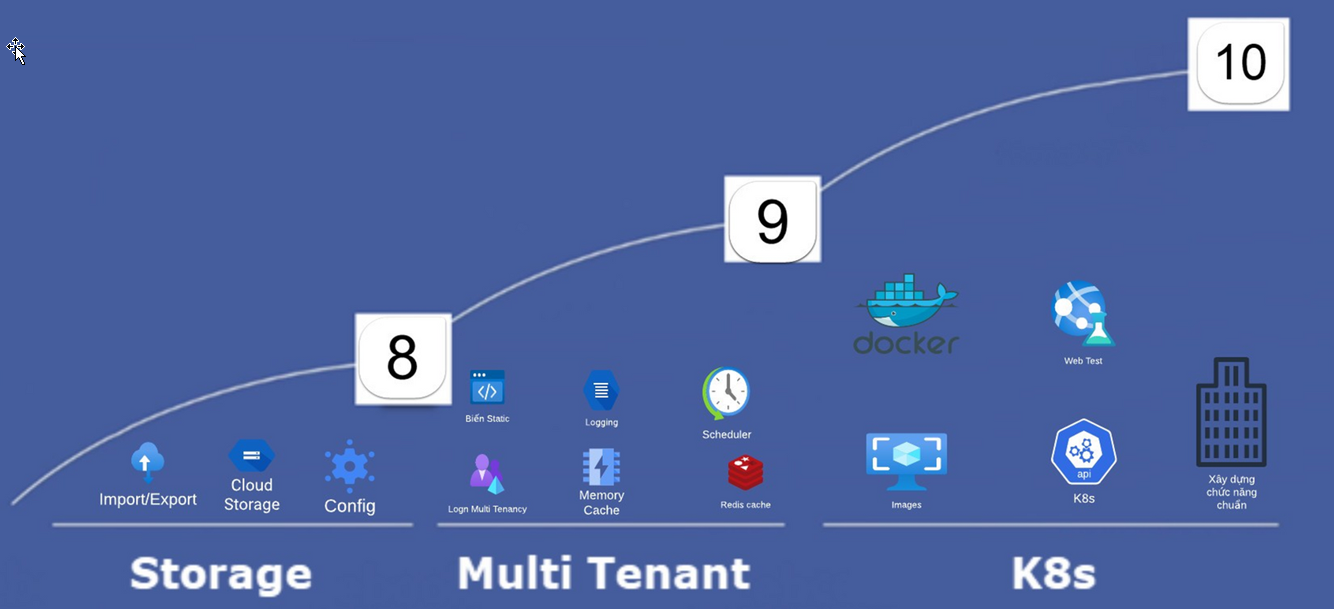 10
9
8
docker
Web Test
Biến Static
Logging
Scheduler
Import/Export
Cloud
Storage
Config
Logn Multi Tenancy
Memory
Cache
Redis cache
Images
api
K8s
Xây dựng
chức năng
chuẩn
Storage
Multi Tenant
K8s